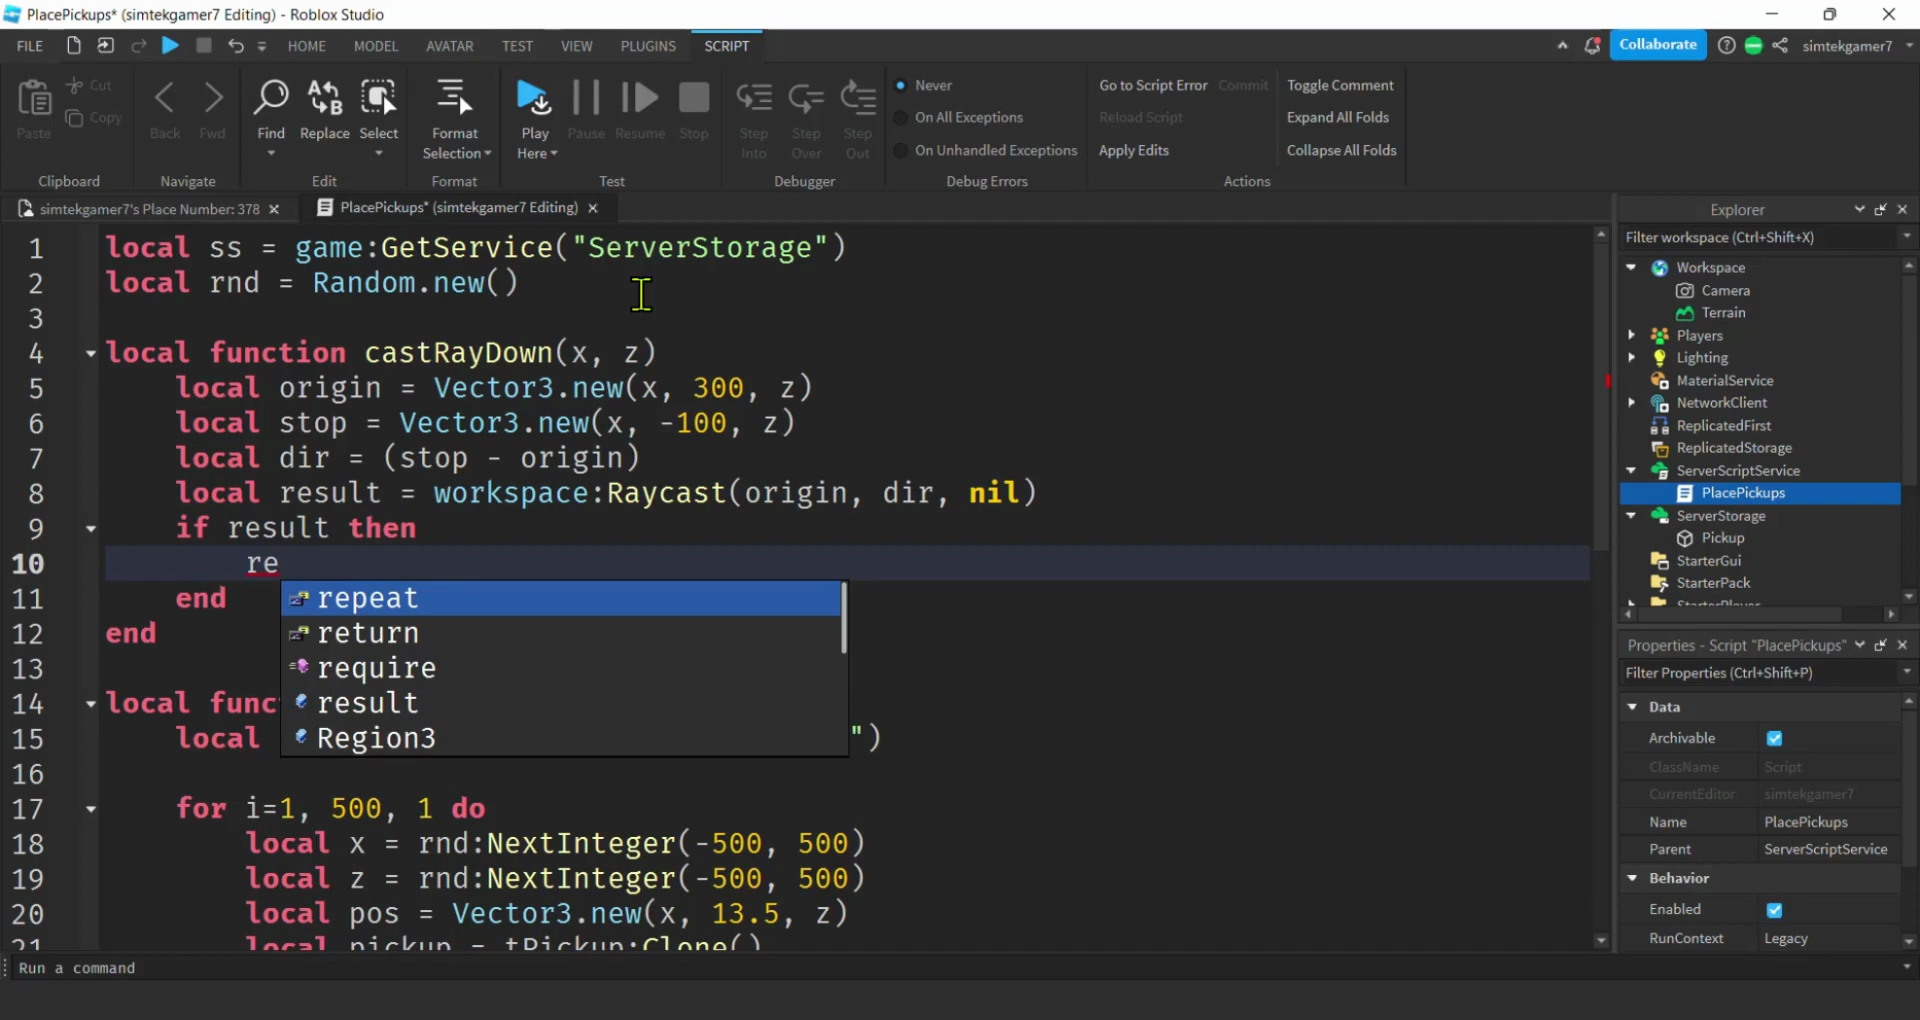 PlacePickups* (simtekgamer7 Editing) - Roblox Studio
FILE HOME MODEL AVATAR TEST VIEW PLUGINS SCRIPT Collaborate simtekgamer7
Paste Cut Copy Back Fwd Find Replace Select Format Selection Play Here Pause Resume Stop Step Into Step Over Step Out
Never
On All Exceptions
On Unhandled Exceptions
Go to Script Error Commit
Reload Script
Apply Edits
Toggle Comment
Expand All Folds
Collapse All Folds
Clipboard Navigate Edit Format Test Debugger Debug Errors Actions
simtekgamer7's Place Number: 378 PlacePickups* (simtekgamer7 Editing)
1 local ss = game:GetService("ServerStorage")
2 local rnd = Random.new()
3
4 local function castRayDown(x, z)
5 local origin = Vector3.new(x, 300, z)
6 local stop = Vector3.new(x, -100, z)
7 local dir = (stop - origin)
8 local result = workspace:Raycast(origin, dir, nil)
9 if result then
10 re
11 end
12 end
13
14 local func
15 local ")
16
17 for i=1, 500, 1 do
18 local x = rnd:NextInteger(-500, 500)
19 local z = rnd:NextInteger(-500, 500)
20 local pos = Vector3.new(x, 13.5, z)
21 local pickup = tPickup:Clone()
repeat
return
require
result
Region3
Run a command
Explorer
Filter workspace (Ctrl+Shift+X)
Workspace
Camera
Terrain
Players
Lighting
MaterialService
NetworkClient
ReplicatedFirst
ReplicatedStorage
ServerScriptService
PlacePickups
ServerStorage
Pickup
StarterGui
StarterPack
StarterPlayer
Properties - Script "PlacePickups"
Filter Properties (Ctrl+Shift+P)
Data
Archivable
ClassName Script
CurrentEditor simtekgamer7
Name PlacePickups
Parent ServerScriptService
Behavior
Enabled
RunContext Legacy